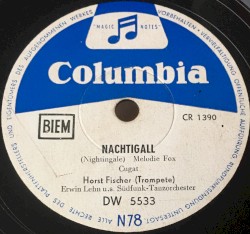 "MAGIC NOTES"
Columbia
CR 1390
BIEM
NACHTIGALL
(Nightingale) Melodie Fox
Cugat
Horst Fischer (Trompete)
Erwin Lehn u.s. Südfunk-Tanzorchester
DW 5533
N78